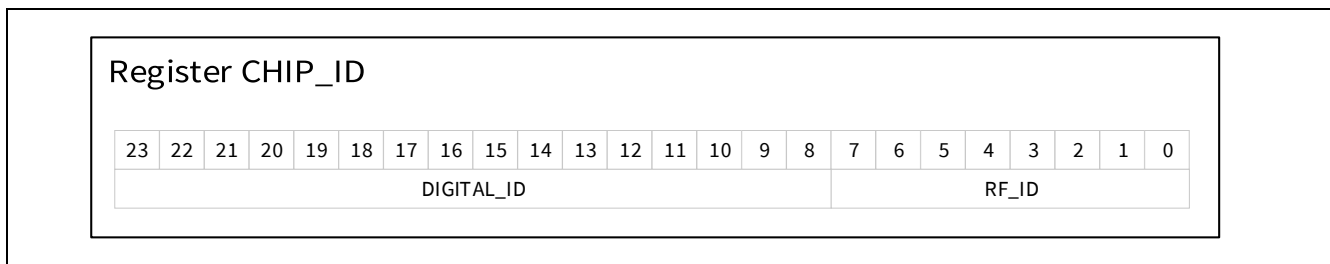 Register CHIP_ID
23 22 21 20 19 18 17 16 15 14 13 12 11 10 9 8 7 6 5 4 3 2 1 0
DIGITAL_ID RF_ID